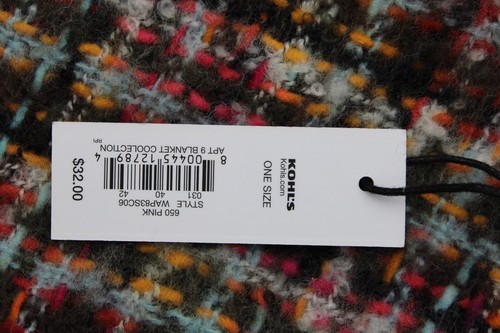 KOHL'S
Kohls.com
ONE SIZE
650 PINK
STYLE WAP83SC06
031 40 42
8 00445 12789 4
APT 9 BLANKET COOLECTION
RPI
$32.00